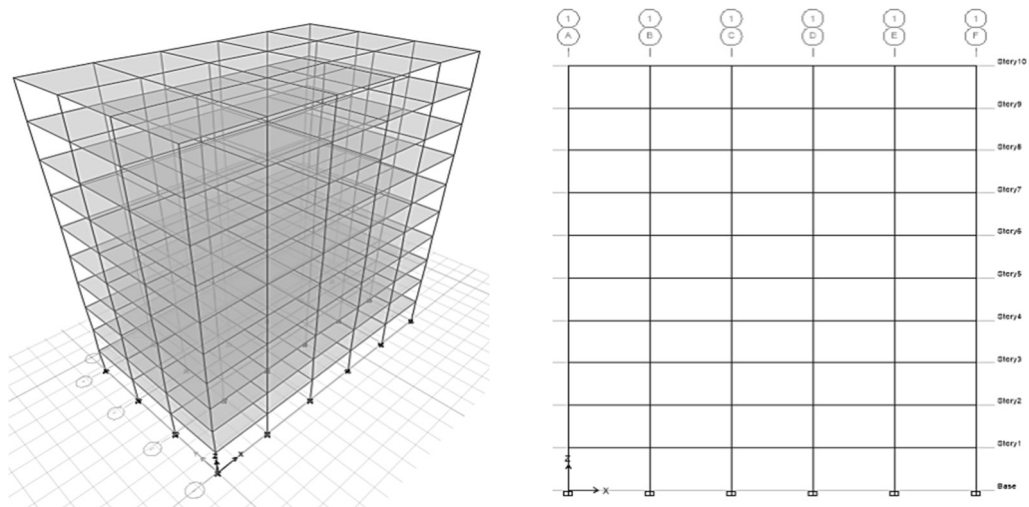 1 1 1 1 1 1
A B C D E F
Story10
Story9
Story8
Story7
Story6
Story5
Story4
Story3
Story2
Story1
Z
X
Base
Z
X